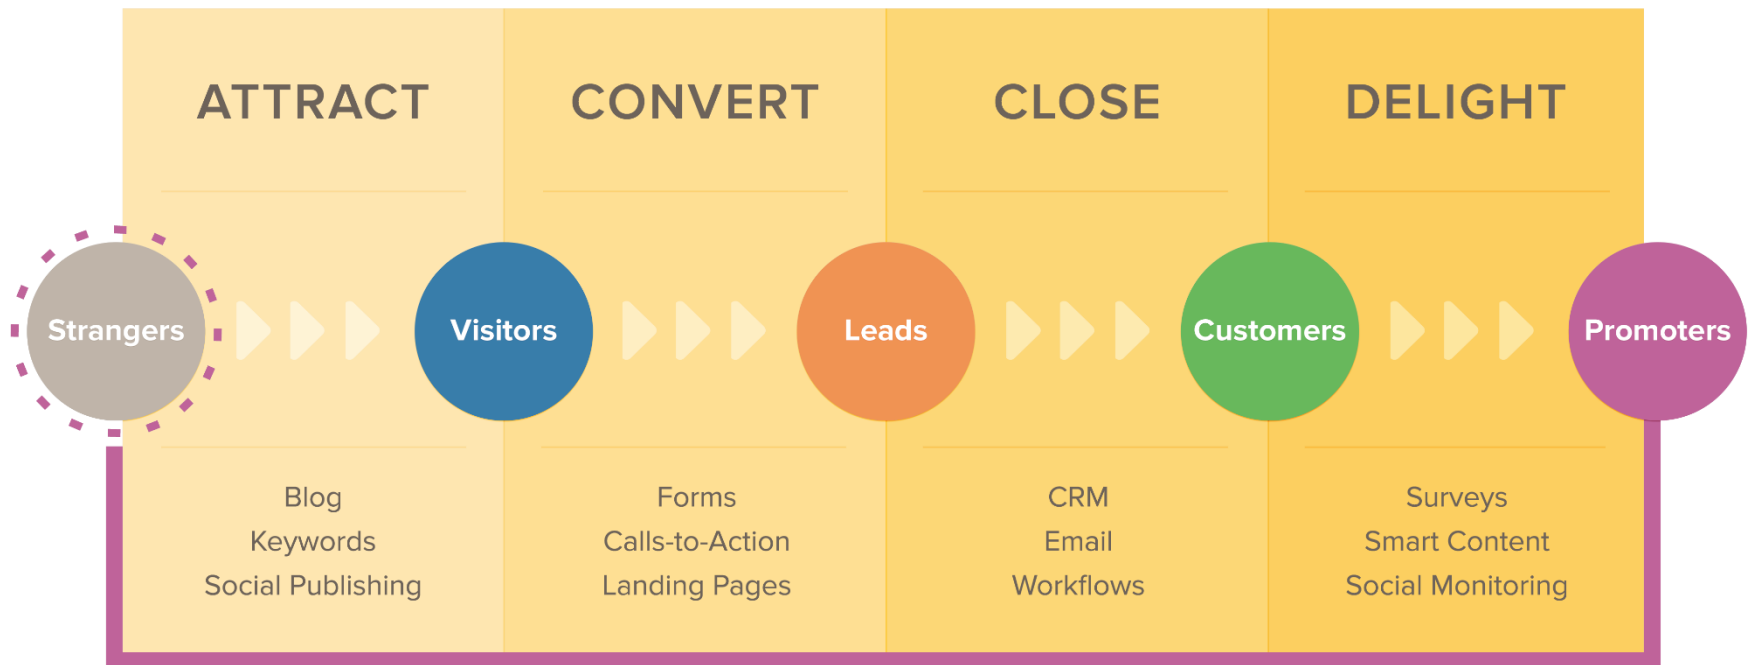 ATTRACT
CONVERT
CLOSE
DELIGHT
Strangers
Visitors
Leads
Customers
Promoters
Blog
Keywords
Social Publishing
Forms
Calls-to-Action
Landing Pages
CRM
Email
Workflows
Surveys
Smart Content
Social Monitoring